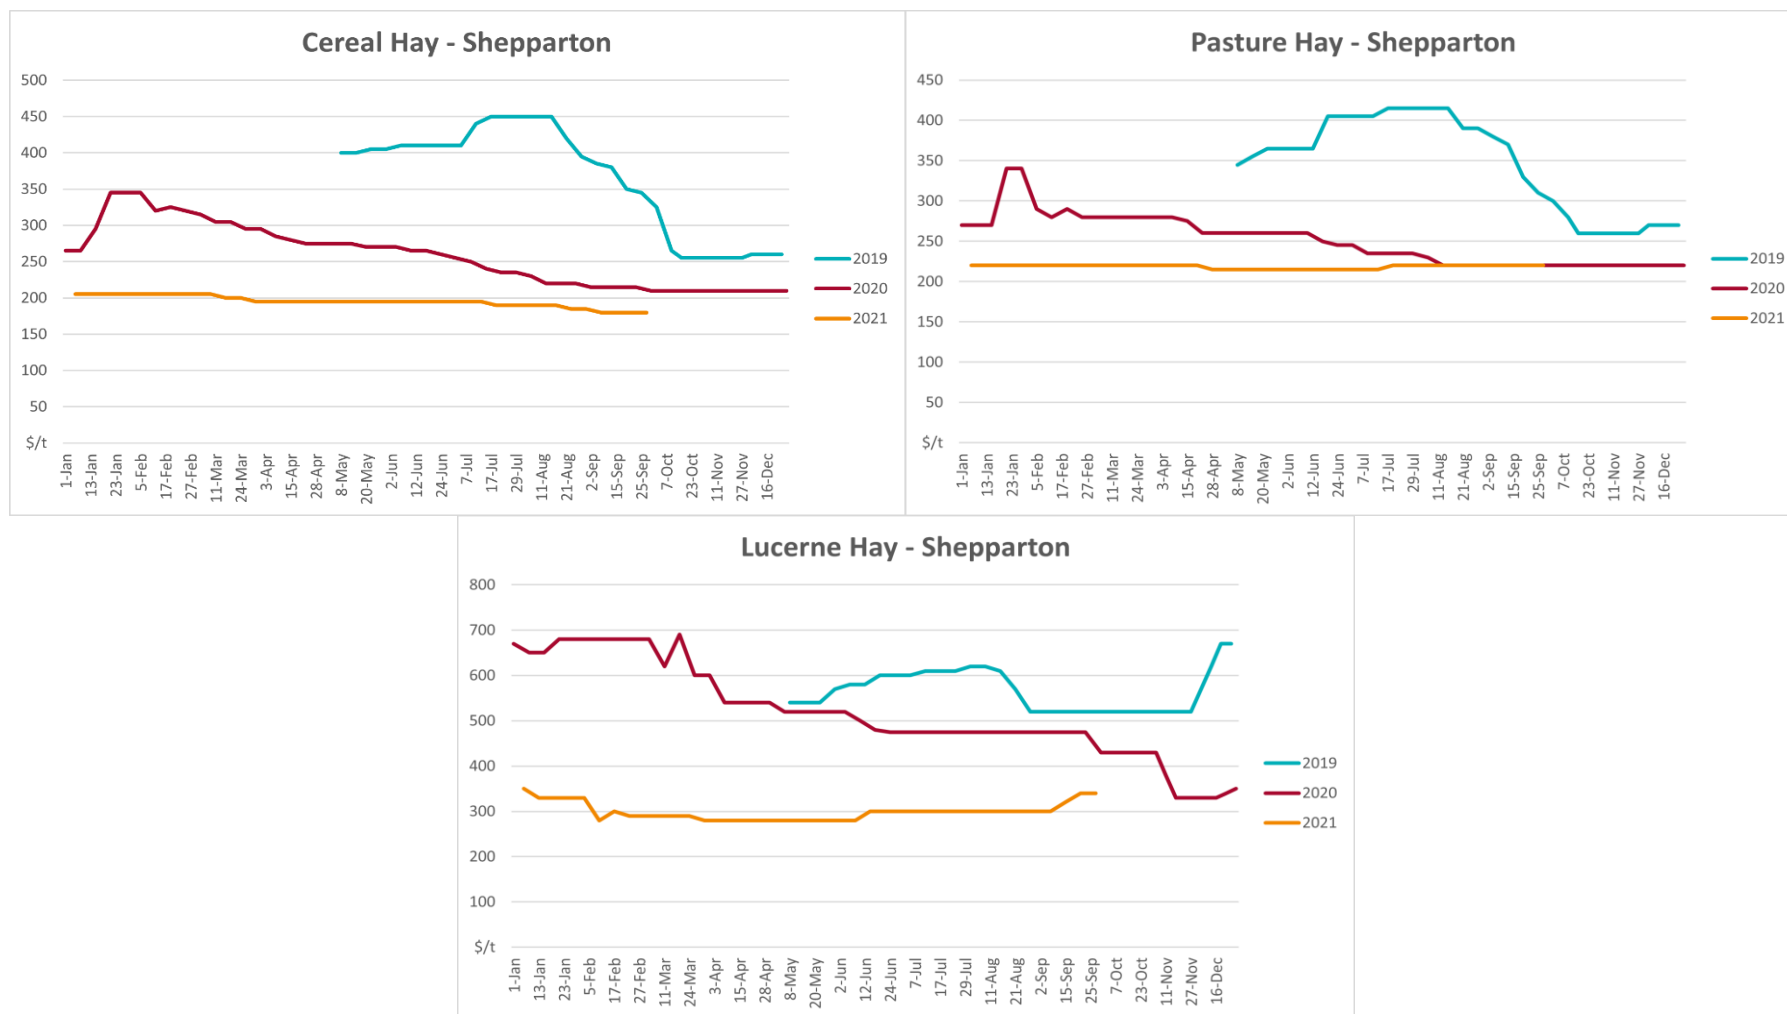 Cereal Hay - Shepparton
500
450
400
350
300
250
200
150
100
50
$/t
1-Jan
13-Jan
23-Jan
5-Feb
17-Feb
27-Feb
11-Mar
24-Mar
3-Apr
15-Apr
28-Apr
8-May
20-May
2-Jun
12-Jun
24-Jun
7-Jul
17-Jul
29-Jul
11-Aug
21-Aug
2-Sep
15-Sep
25-Sep
7-Oct
23-Oct
11-Nov
27-Nov
16-Dec
2019
2020
2021
Pasture Hay - Shepparton
450
400
350
300
250
200
150
100
50
$/t
1-Jan
13-Jan
23-Jan
5-Feb
17-Feb
27-Feb
11-Mar
24-Mar
3-Apr
15-Apr
28-Apr
8-May
20-May
2-Jun
12-Jun
24-Jun
7-Jul
17-Jul
29-Jul
11-Aug
21-Aug
2-Sep
15-Sep
25-Sep
7-Oct
23-Oct
11-Nov
27-Nov
16-Dec
2019
2020
2021
Lucerne Hay - Shepparton
800
700
600
500
400
300
200
100
$/t
1-Jan
13-Jan
23-Jan
5-Feb
17-Feb
27-Feb
11-Mar
24-Mar
3-Apr
15-Apr
28-Apr
8-May
20-May
2-Jun
12-Jun
24-Jun
7-Jul
17-Jul
29-Jul
11-Aug
21-Aug
2-Sep
15-Sep
25-Sep
7-Oct
23-Oct
11-Nov
27-Nov
16-Dec
2019
2020
2021